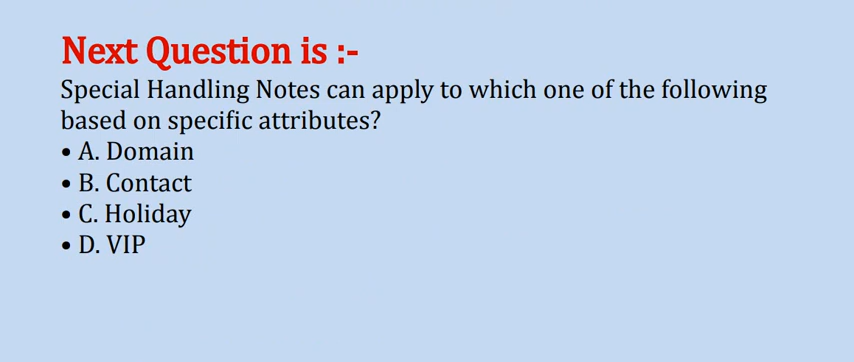 Next Question is :-
Special Handling Notes can apply to which one of the following
based on specific attributes?
• A. Domain
• B. Contact
• C. Holiday
• D. VIP